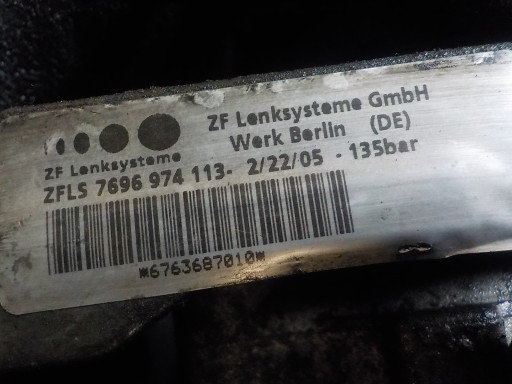 ZF Lenksysteme GmbH
Werk Berlin (DE)
ZF Lenksysteme
ZFLS 7696 974 113- 2/22/05 - 135bar
*6763687010*